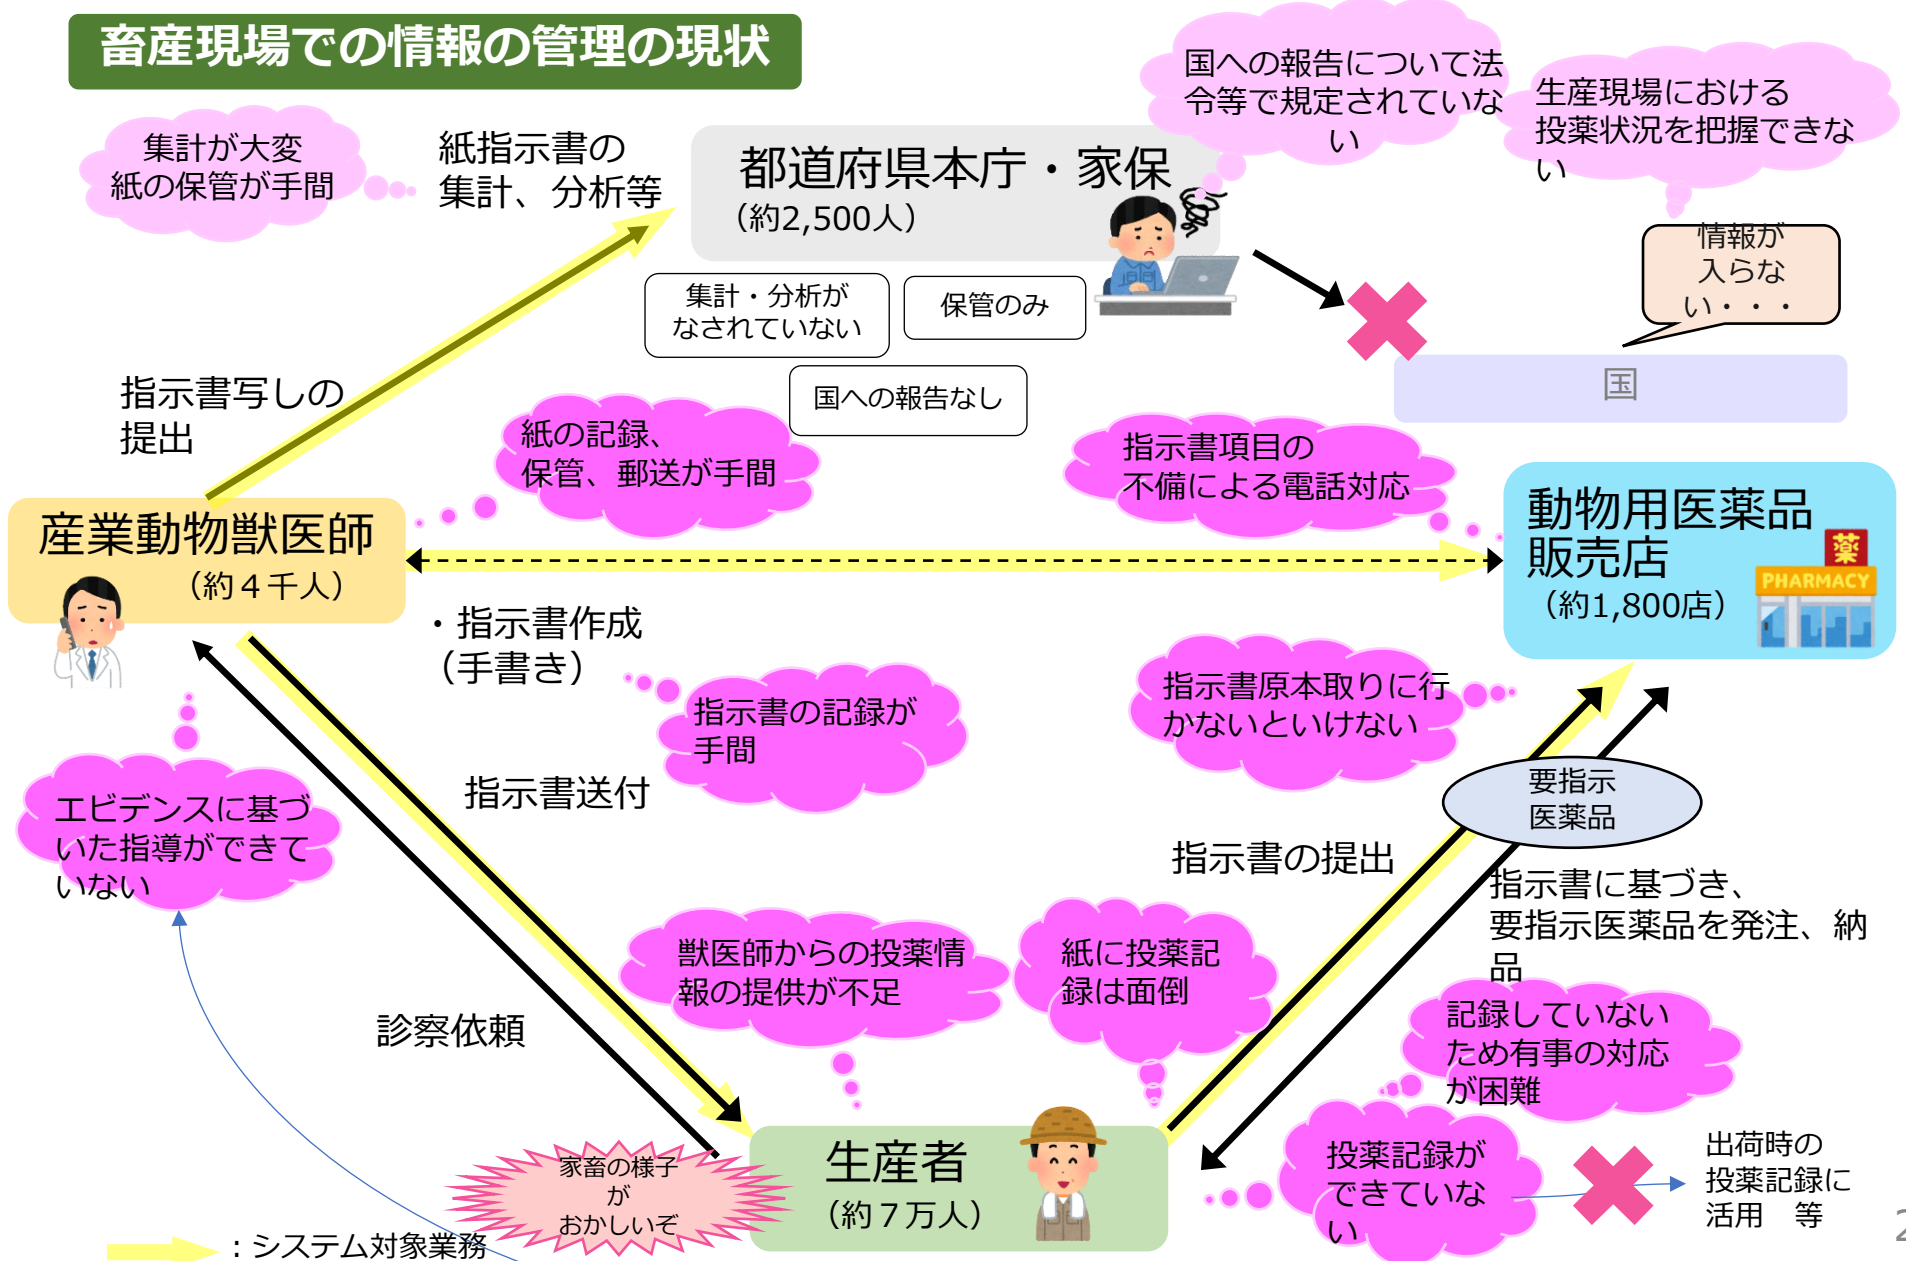 畜産現場での情報の管理の現状
集計が大変
紙の保管が手間
紙指示書の
集計、分析等
都道府県本庁・家保
（約2,500人）
国への報告について法
令等で規定されていな
い
生産現場における
投薬状況を把握できな
い
情報が
入らな
い・・・
集計・分析が
なされていない
保管のみ
国への報告なし
国
指示書写しの
提出
紙の記録、
保管、郵送が手間
指示書項目の
不備による電話対応
産業動物獣医師
（約４千人）
動物用医薬品
販売店
（約1,800店）
薬
PHARMACY
・指示書作成
（手書き）
指示書の記録が
手間
指示書原本取りに行
かないといけない
指示書送付
エビデンスに基づ
いた指導ができて
いない
要指示
医薬品
指示書の提出
指示書に基づき、
要指示医薬品を発注、納
品
獣医師からの投薬情
報の提供が不足
紙に投薬記
録は面倒
診察依頼
記録していない
ため有事の対応
が困難
家畜の様子
が
おかしいぞ
生産者
（約７万人）
投薬記録が
できていな
い
出荷時の
投薬記録に
活用　等
：システム対象業務
2